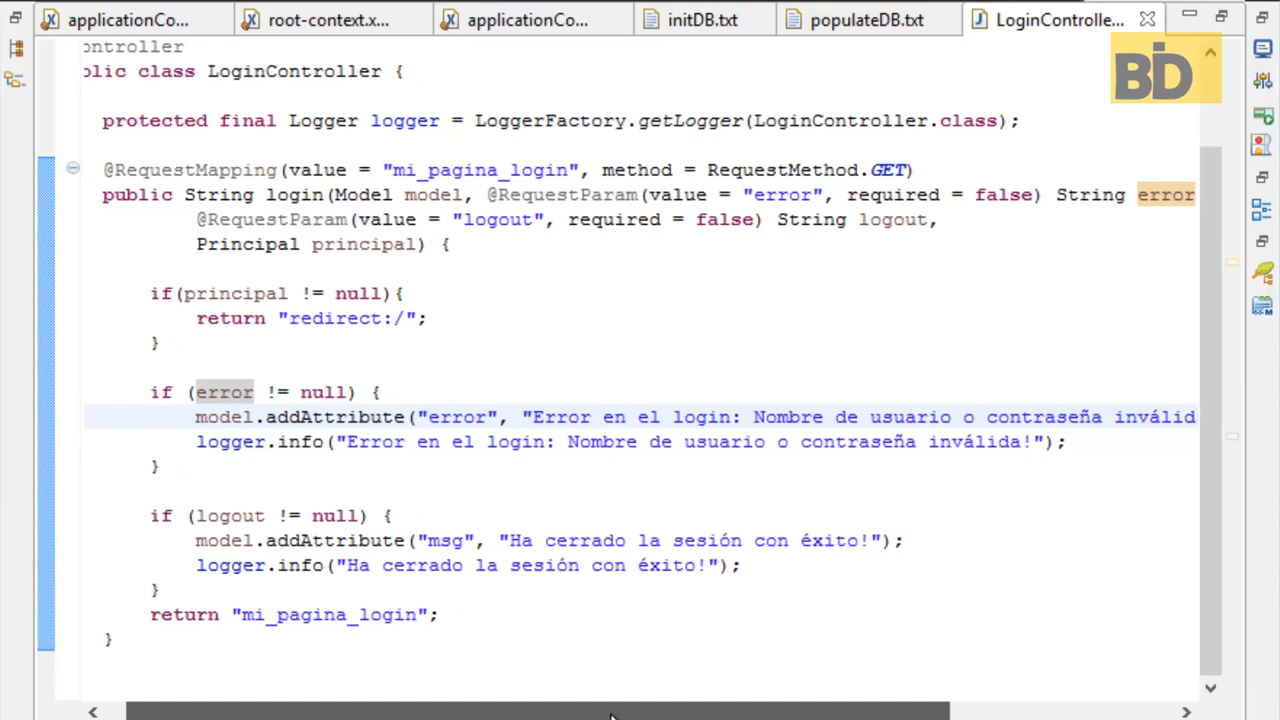 applicationCo...
root-context.x...
applicationCo...
initDB.txt
populateDB.txt
LoginControlle...
BiD
ontroller
blic class LoginController {
protected final Logger logger = LoggerFactory.getLogger(LoginController.class);
@RequestMapping(value = "mi_pagina_login", method = RequestMethod.GET)
public String login(Model model, @RequestParam(value = "error", required = false) String error
@RequestParam(value = "logout", required = false) String logout,
Principal principal) {
if(principal != null){
return "redirect:/";
}
if (error != null) {
model.addAttribute("error", "Error en el login: Nombre de usuario o contraseña inválid
logger.info("Error en el login: Nombre de usuario o contraseña inválida!");
}
if (logout != null) {
model.addAttribute("msg", "Ha cerrado la sesión con éxito!");
logger.info("Ha cerrado la sesión con éxito!");
}
return "mi_pagina_login";
}